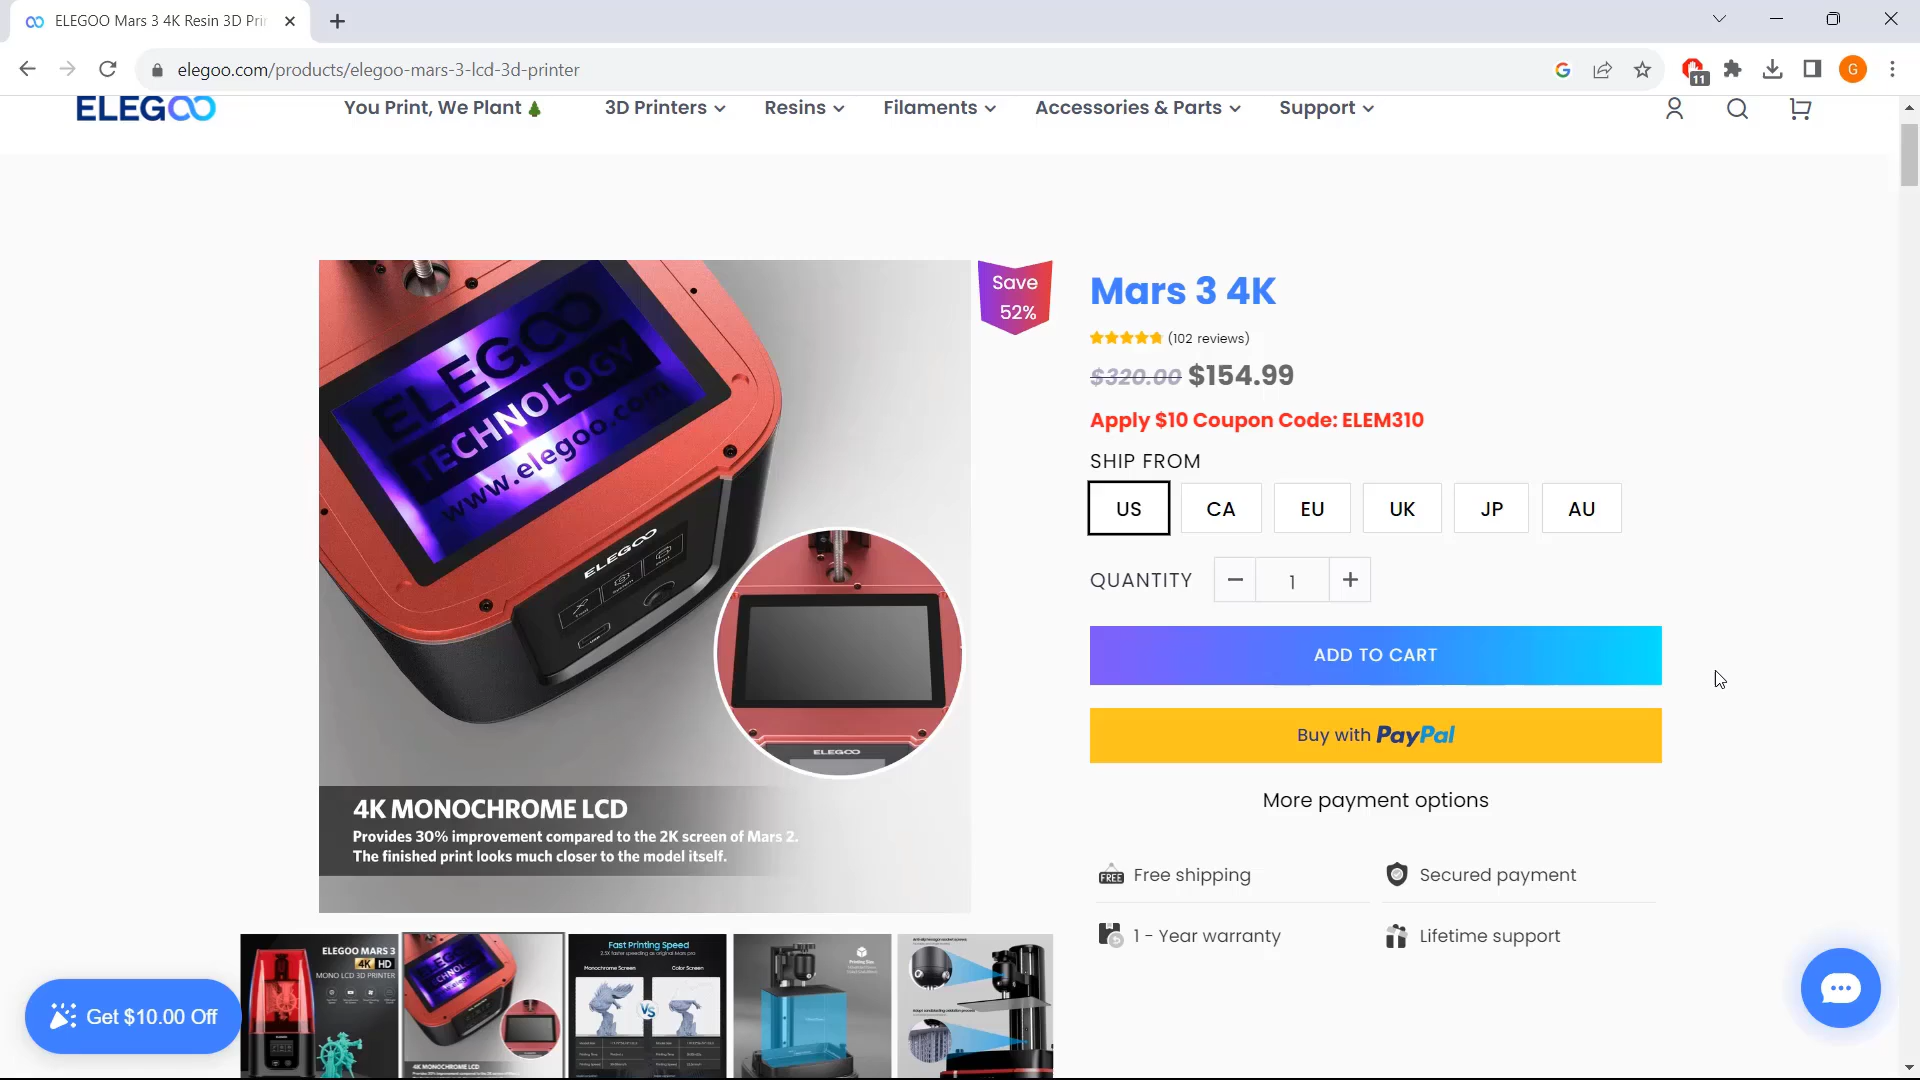 ELEGOO Mars 3 4K Resin 3D Pri
elegoo.com/products/elegoo-mars-3-lcd-3d-printer
11
G
ELEGOO
You Print, We Plant🌲
3D Printers
Resins
Filaments
Accessories & Parts
Support
ELEGOO
TECHNOLOGY
www.elegoo.com
ELEGOO
ELEGOO
4K MONOCHROME LCD
Provides 30% improvement compared to the 2K screen of Mars 2.
The finished print looks much closer to the model itself.
Save
52%
Mars 3 4K
(102 reviews)
$320.00 $154.99
Apply $10 Coupon Code: ELEM310
SHIP FROM
US
CA
EU
UK
JP
AU
QUANTITY
1
ADD TO CART
Buy with PayPal
More payment options
FREE
Free shipping
Secured payment
1 - Year warranty
Lifetime support
ELEGOO MARS 3
4K HD
MONO LCD 3D PRINTER
TECHNOLOGY
4K MONOCHROME LCD
Fast Printing Speed
Monochrome Screen
Color Screen
VS
Printing Size
Get $10.00 Off